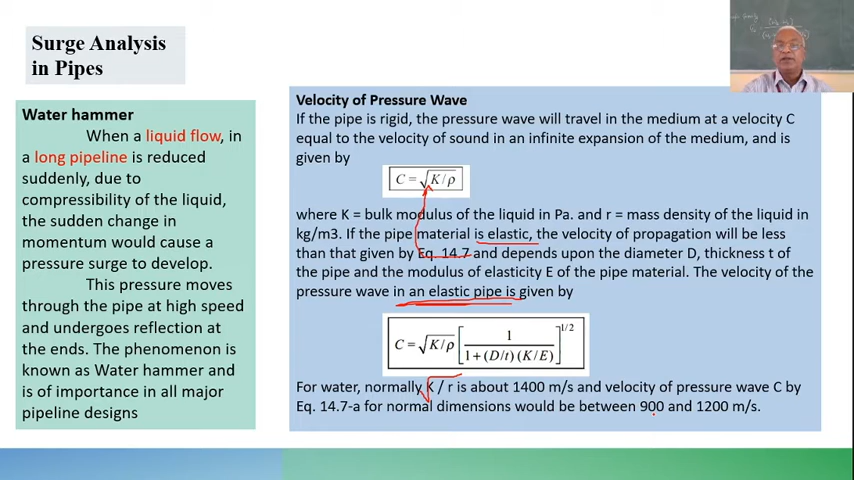 Surge Analysis
in Pipes
Water hammer
When a liquid flow, in
a long pipeline is reduced
suddenly, due to
compressibility of the liquid,
the sudden change in
momentum would cause a
pressure surge to develop.
This pressure moves
through the pipe at high speed
and undergoes reflection at
the ends. The phenomenon is
known as Water hammer and
is of importance in all major
pipeline designs
Velocity of Pressure Wave
If the pipe is rigid, the pressure wave will travel in the medium at a velocity C
equal to the velocity of sound in an infinite expansion of the medium, and is
given by
C = √K/ρ
where K = bulk modulus of the liquid in Pa. and r = mass density of the liquid in
kg/m3. If the pipe material is elastic, the velocity of propagation will be less
than that given by Eq. 14.7 and depends upon the diameter D, thickness t of
the pipe and the modulus of elasticity E of the pipe material. The velocity of the
pressure wave in an elastic pipe is given by
C = √K/ρ [1 / (1 + (D/t) (K/E))]^1/2
For water, normally √K / r is about 1400 m/s and velocity of pressure wave C by
Eq. 14.7-a for normal dimensions would be between 900 and 1200 m/s.